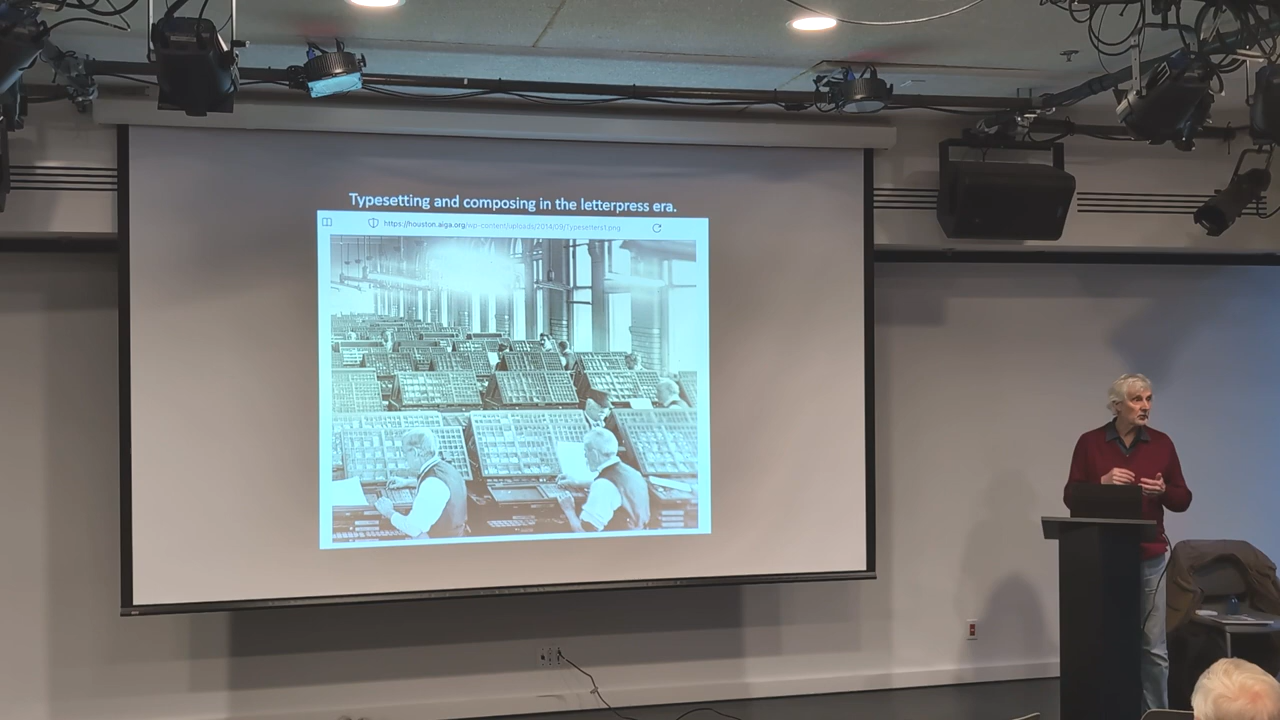 Typesetting and composing in the letterpress era.
https://houston.aiga.org/wp-content/uploads/2014/09/Typesetters1.png